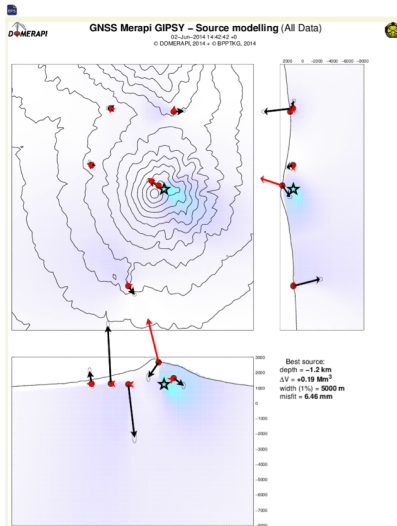 DOMERAPI
GNSS Merapi GIPSY – Source modelling (All Data)
02-Jun-2014 14:42:42 +0
© DOMERAPI, 2014 + © BPPTKG, 2014
2000 0 -2000 -4000 -6000 -8000
3000
2000
1000
0
-1000
-2000
-3000
-4000
-5000
-6000
-7000
-8000
Best source:
depth = –1.2 km
ΔV = +0.19 Mm³
width (1%) = 5000 m
misfit = 6.46 mm